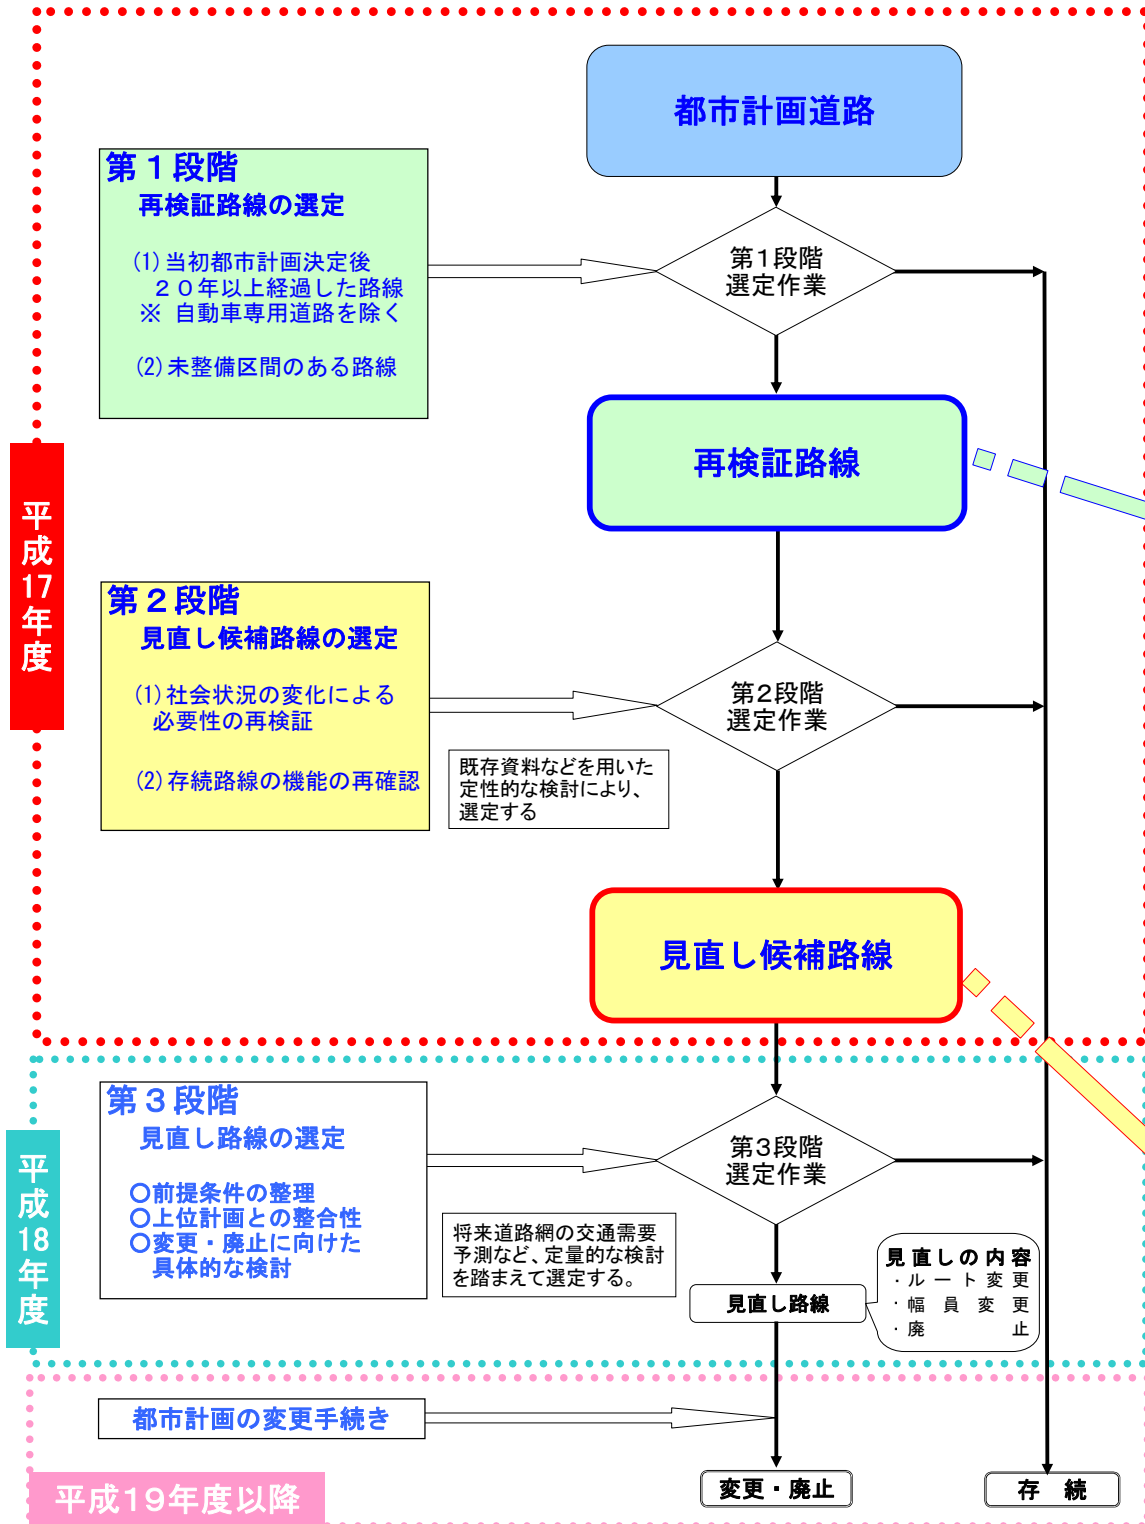 都市計画道路
第１段階
再検証路線の選定
(1)当初都市計画決定後
２０年以上経過した路線
※ 自動車専用道路を除く
(2)未整備区間のある路線
第１段階
選定作業
再検証路線
平成17年度
第２段階
見直し候補路線の選定
(1)社会状況の変化による
必要性の再検証
(2)存続路線の機能の再確認
第２段階
選定作業
既存資料などを用いた
定性的な検討により、
選定する
見直し候補路線
平成18年度
第３段階
見直し路線の選定
○前提条件の整理
○上位計画との整合性
○変更・廃止に向けた
具体的な検討
第３段階
選定作業
将来道路網の交通需要
予測など、定量的な検討
を踏まえて選定する。
見直しの内容
・ルート変更
・幅員変更
・廃止
見直し路線
都市計画の変更手続き
変更・廃止
存 続
平成１９年度以降